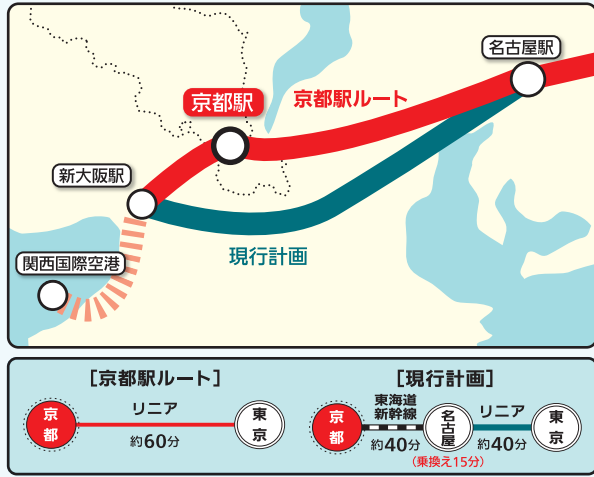 名古屋駅
京都駅
京都駅ルート
新大阪駅
現行計画
関西国際空港
［京都駅ルート］
京都
リニア
約60分
東京
［現行計画］
京都
東海道
新幹線
約40分
（乗換え15分）
名古屋
リニア
約40分
東京